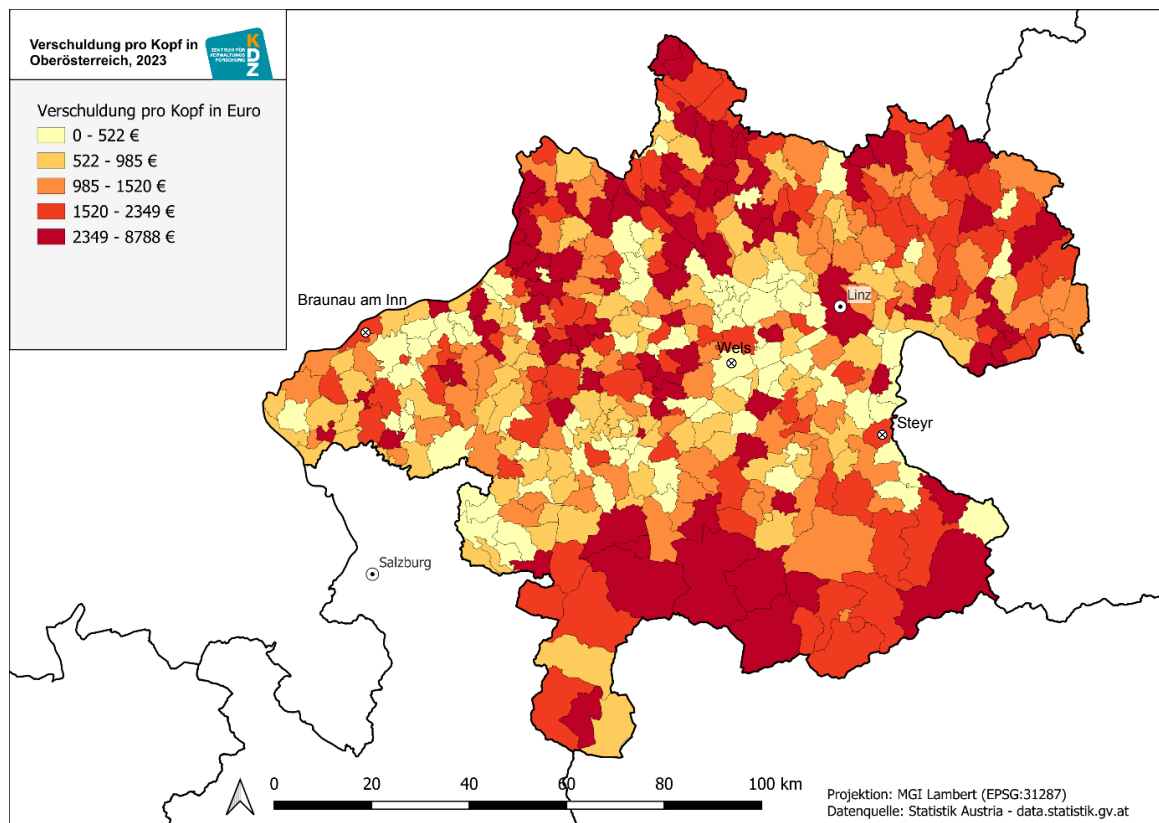 Verschuldung pro Kopf in
Oberösterreich, 2023
ZENTRUM FÜR
VERWALTUNGS
FORSCHUNG
KDZ
Verschuldung pro Kopf in Euro
0 - 522 €
522 - 985 €
985 - 1520 €
1520 - 2349 €
2349 - 8788 €
Braunau am Inn
Linz
Wels
Steyr
Salzburg
0 20 40 60 80 100 km
Projektion: MGI Lambert (EPSG:31287)
Datenquelle: Statistik Austria - data.statistik.gv.at